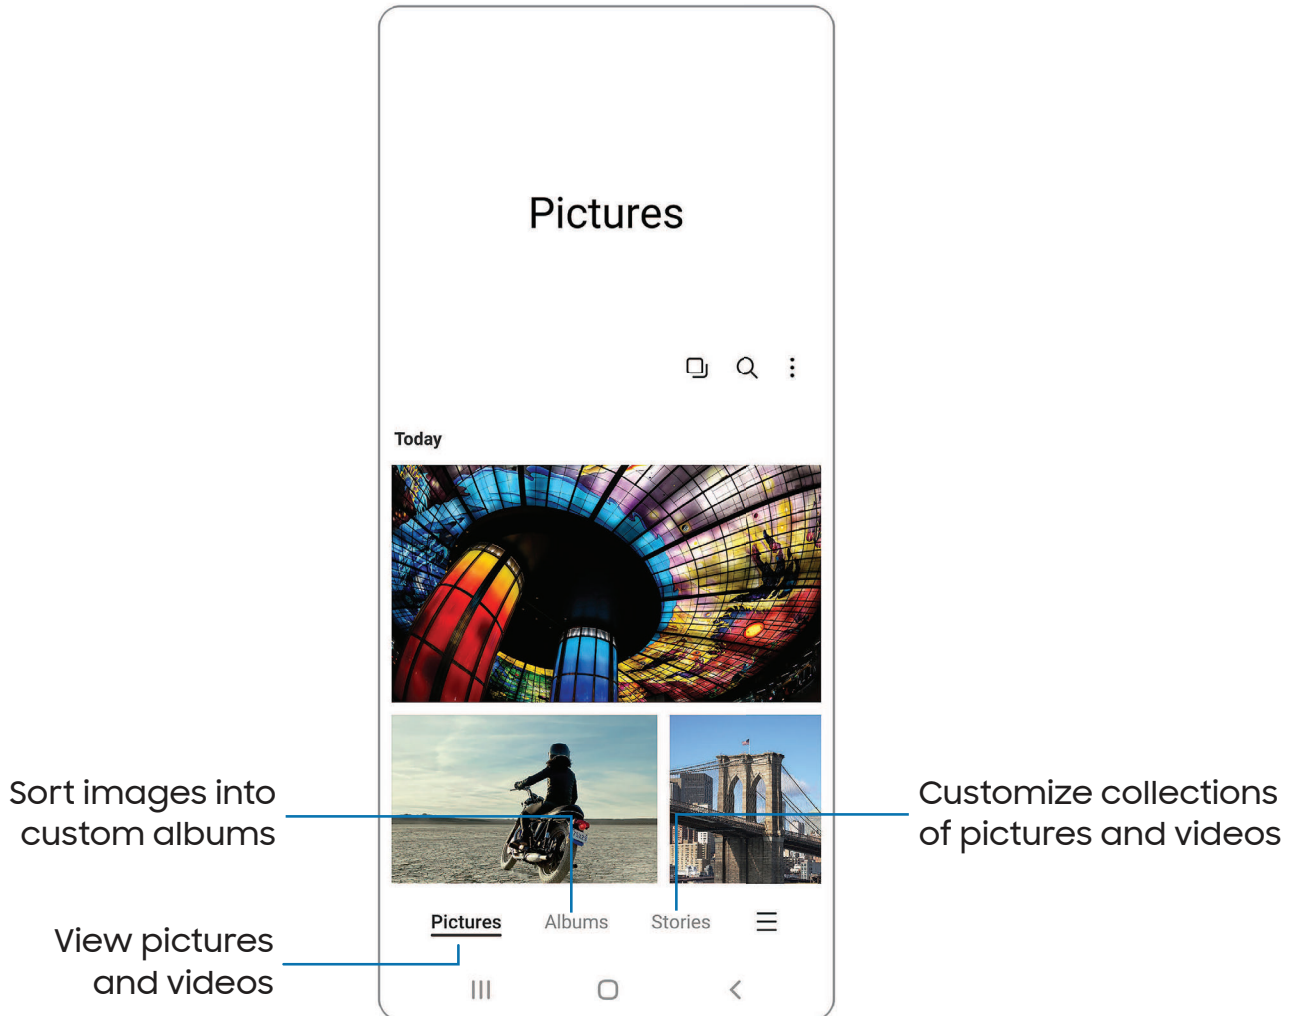 Pictures
Today
Sort images into
custom albums
Customize collections
of pictures and videos
Pictures Albums Stories
View pictures
and videos